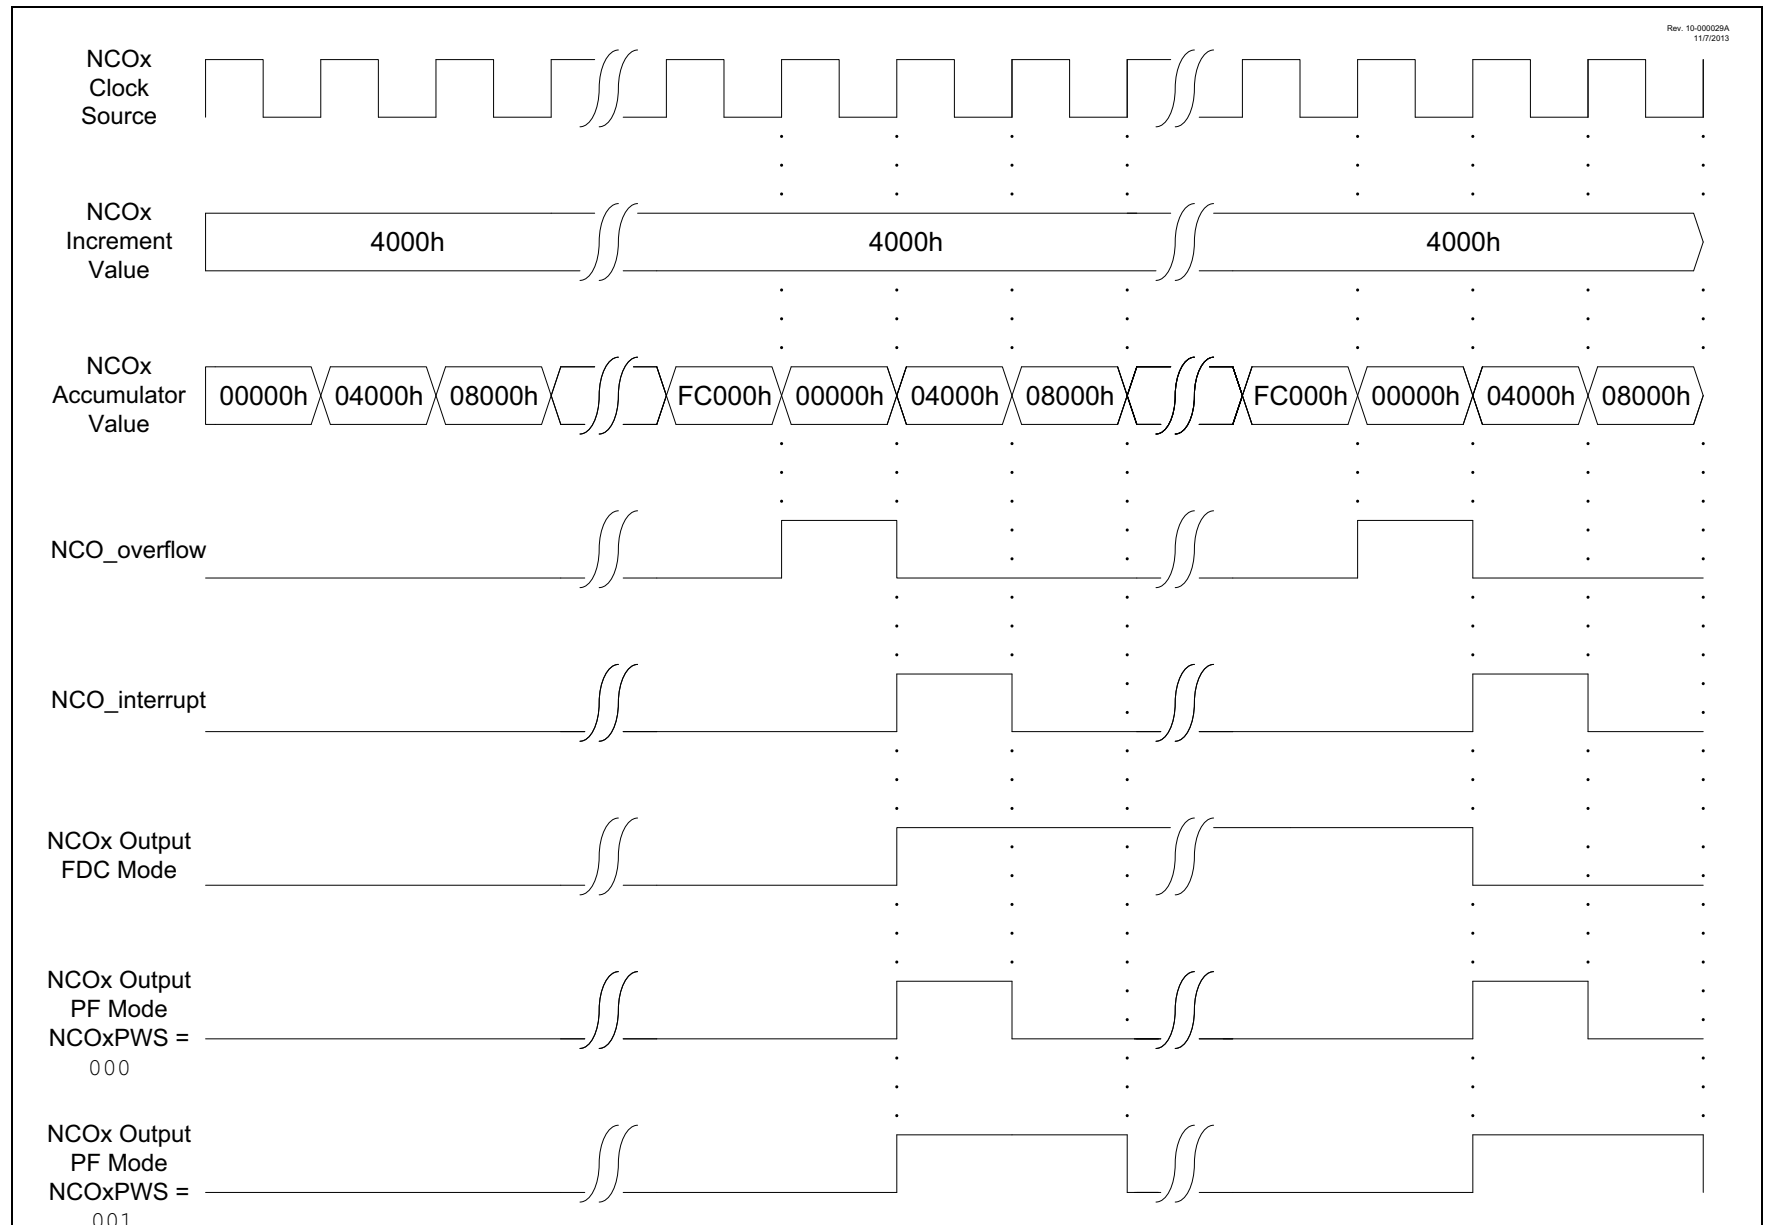 Rev. 10-000029A
11/7/2013
NCOx
Clock
Source
NCOx
Increment
Value
4000h
4000h
4000h
NCOx
Accumulator
Value
00000h
04000h
08000h
FC000h
00000h
04000h
08000h
FC000h
00000h
04000h
08000h
NCO_overflow
NCO_interrupt
NCOx Output
FDC Mode
NCOx Output
PF Mode
NCOxPWS =
000
NCOx Output
PF Mode
NCOxPWS =
001